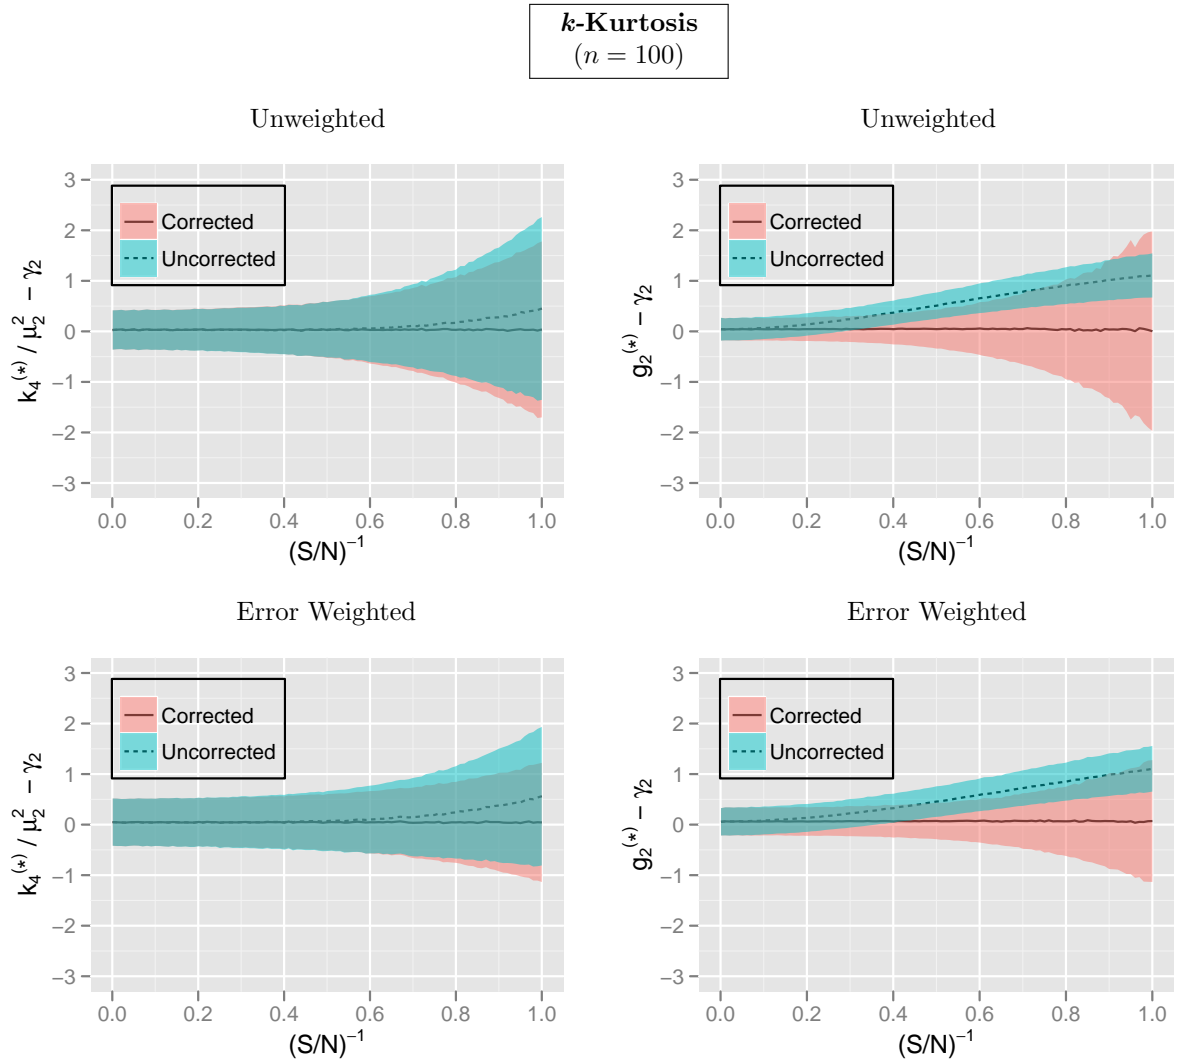 k-Kurtosis
(n = 100)
Unweighted
3
2
1
0
−1
−2
−3
k₄⁽*⁾ / μ₂² − γ₂
Corrected
Uncorrected
0.0 0.2 0.4 0.6 0.8 1.0
(S/N)⁻¹
Unweighted
3
2
1
0
−1
−2
−3
g₂⁽*⁾ − γ₂
Corrected
Uncorrected
0.0 0.2 0.4 0.6 0.8 1.0
(S/N)⁻¹
Error Weighted
3
2
1
0
−1
−2
−3
k₄⁽*⁾ / μ₂² − γ₂
Corrected
Uncorrected
0.0 0.2 0.4 0.6 0.8 1.0
(S/N)⁻¹
Error Weighted
3
2
1
0
−1
−2
−3
g₂⁽*⁾ − γ₂
Corrected
Uncorrected
0.0 0.2 0.4 0.6 0.8 1.0
(S/N)⁻¹